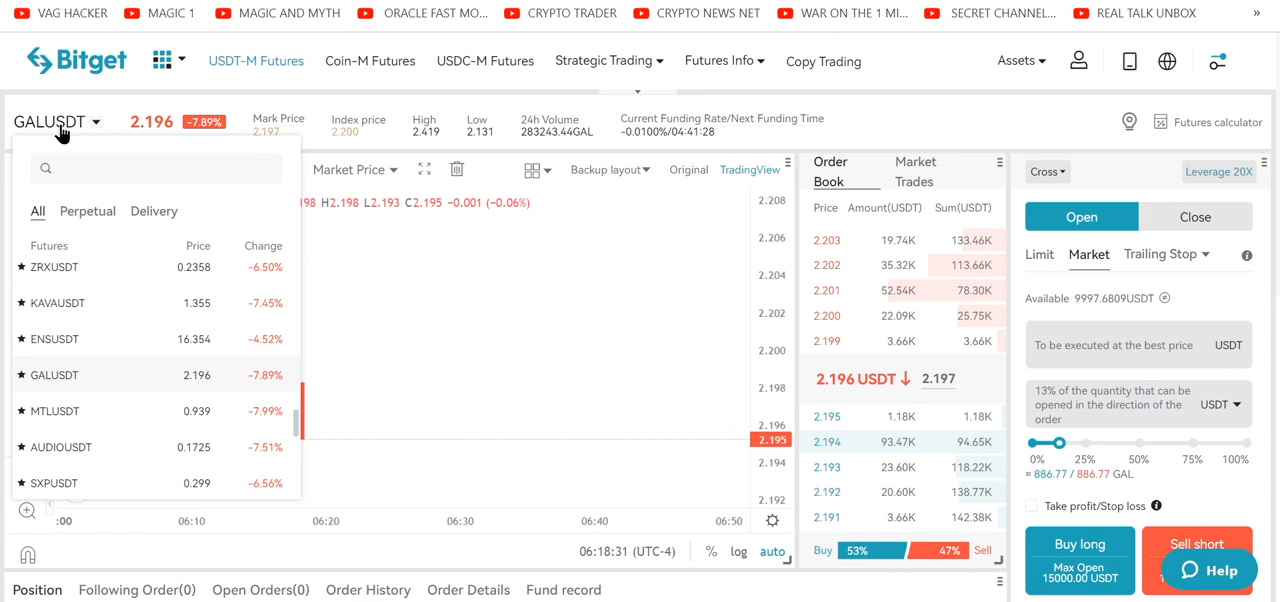 VAG HACKER MAGIC 1 MAGIC AND MYTH ORACLE FAST MO... CRYPTO TRADER CRYPTO NEWS NET WAR ON THE 1 MI... SECRET CHANNEL... REAL TALK UNBOX »
Bitget USDT-M Futures Coin-M Futures USDC-M Futures Strategic Trading Futures Info Copy Trading Assets
GALUSDT 2.196 -7.89%
Mark Price
2.197
Index price
2.200
High
2.419
Low
2.131
24h Volume
283243.44GAL
Current Funding Rate/Next Funding Time
-0.0100%/04:41:28
Futures calculator
All Perpetual Delivery
Futures Price Change
ZRXUSDT 0.2358 -6.50%
KAVAUSDT 1.355 -7.45%
ENSUSDT 16.354 -4.52%
GALUSDT 2.196 -7.89%
MTLUSDT 0.939 -7.99%
AUDIOUSDT 0.1725 -7.51%
SXPUSDT 0.299 -6.56%
Market Price Backup layout Original TradingView
98 H2.198 L2.193 C2.195 -0.001 (-0.06%)
2.208
2.206
2.204
2.202
2.200
2.198
2.196
2.195
2.194
2.192
:00 06:10 06:20 06:30 06:40 06:50
06:18:31 (UTC-4) % log auto
Order Book
Market Trades
Price Amount(USDT) Sum(USDT)
2.203 19.74K 133.46K
2.202 35.32K 113.66K
2.201 52.54K 78.30K
2.200 22.09K 25.75K
2.199 3.66K 3.66K
2.196 USDT↓ 2.197
2.195 1.18K 1.18K
2.194 93.47K 94.65K
2.193 23.60K 118.22K
2.192 20.60K 138.77K
2.191 3.66K 142.38K
Buy 53% 47% Sell
Cross Leverage 20X
Open Close
Limit Market Trailing Stop
Available 9997.6809USDT
To be executed at the best price USDT
13% of the quantity that can be
opened in the direction of the
order
USDT
0% 25% 50% 75% 100%
≈ 886.77 / 886.77 GAL
Take profit/Stop loss
Buy long
Max Open
15000.00 USDT
Sell short
Help
Position Following Order(0) Open Orders(0) Order History Order Details Fund record